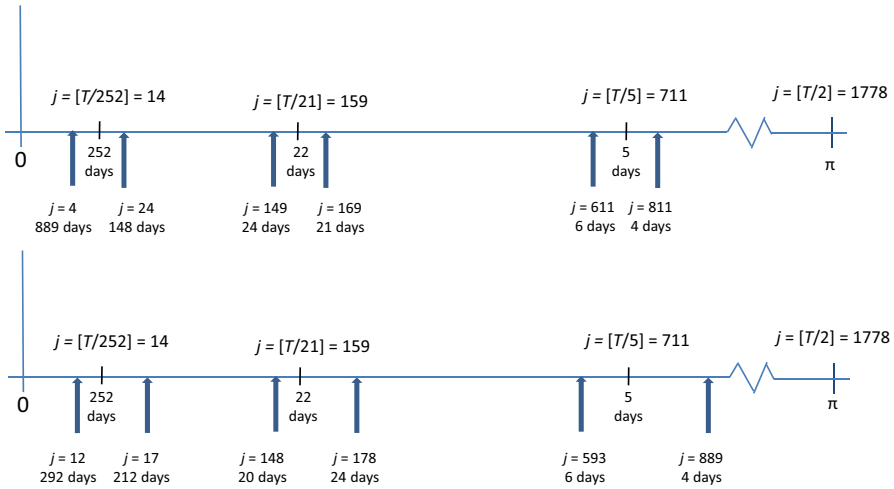 j = [T/252] = 14
j = [T/21] = 159
j = [T/5] = 711
j = [T/2] = 1778
0
252
days
22
days
5
days
π
j = 4
889 days
j = 24
148 days
j = 149
24 days
j = 169
21 days
j = 611
6 days
j = 811
4 days
j = [T/252] = 14
j = [T/21] = 159
j = [T/5] = 711
j = [T/2] = 1778
0
252
days
22
days
5
days
π
j = 12
292 days
j = 17
212 days
j = 148
20 days
j = 178
24 days
j = 593
6 days
j = 889
4 days